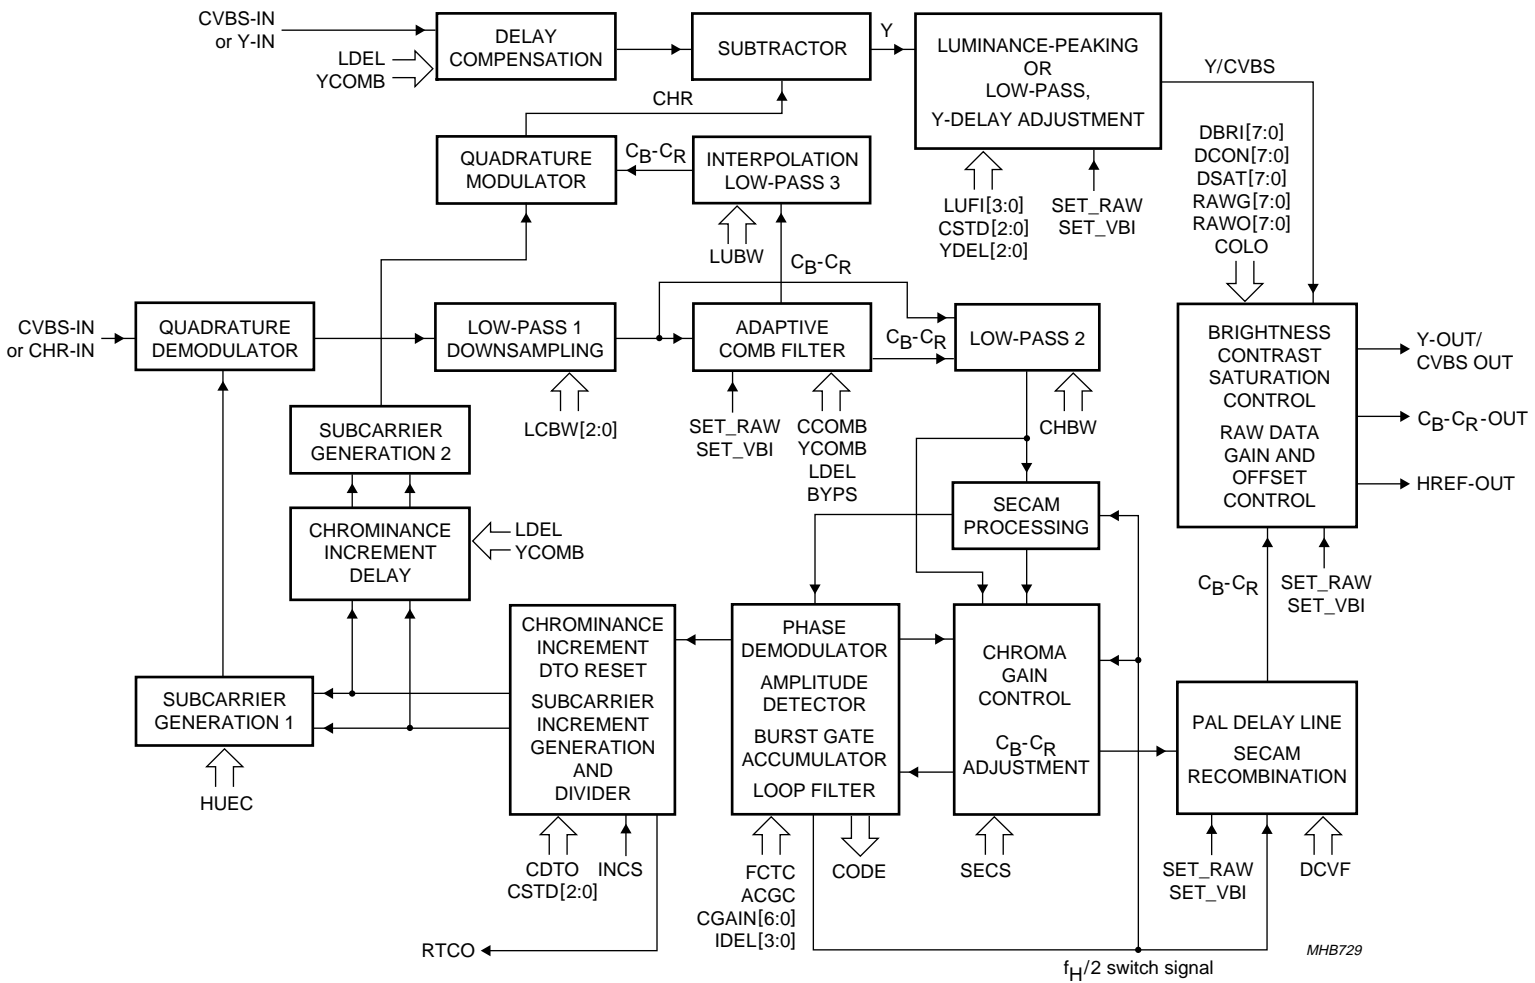 CVBS-IN
or Y-IN
LDEL
YCOMB
DELAY
COMPENSATION
SUBTRACTOR
Y
LUMINANCE-PEAKING
OR
LOW-PASS,
Y-DELAY ADJUSTMENT
Y/CVBS
CHR
QUADRATURE
MODULATOR
CB-CR
INTERPOLATION
LOW-PASS 3
LUBW
CB-CR
LUFI[3:0]
CSTD[2:0]
YDEL[2:0]
SET_RAW
SET_VBI
DBRI[7:0]
DCON[7:0]
DSAT[7:0]
RAWG[7:0]
RAWO[7:0]
COLO
CVBS-IN
or CHR-IN
QUADRATURE
DEMODULATOR
LOW-PASS 1
DOWNSAMPLING
LCBW[2:0]
ADAPTIVE
COMB FILTER
CB-CR
SET_RAW
SET_VBI
CCOMB
YCOMB
LDEL
BYPS
LOW-PASS 2
CHBW
BRIGHTNESS
CONTRAST
SATURATION
CONTROL
RAW DATA
GAIN AND
OFFSET
CONTROL
Y-OUT/
CVBS OUT
CB-CR-OUT
HREF-OUT
SUBCARRIER
GENERATION 2
CHROMINANCE
INCREMENT
DELAY
LDEL
YCOMB
SECAM
PROCESSING
CB-CR
SET_RAW
SET_VBI
SUBCARRIER
GENERATION 1
HUEC
CHROMINANCE
INCREMENT
DTO RESET
SUBCARRIER
INCREMENT
GENERATION
AND
DIVIDER
CDTO
CSTD[2:0]
INCS
RTCO
PHASE
DEMODULATOR
AMPLITUDE
DETECTOR
BURST GATE
ACCUMULATOR
LOOP FILTER
FCTC
ACGC
CGAIN[6:0]
IDEL[3:0]
CODE
CHROMA
GAIN
CONTROL
CB-CR
ADJUSTMENT
SECS
PAL DELAY LINE
SECAM
RECOMBINATION
SET_RAW
SET_VBI
DCVF
fH/2 switch signal
MHB729